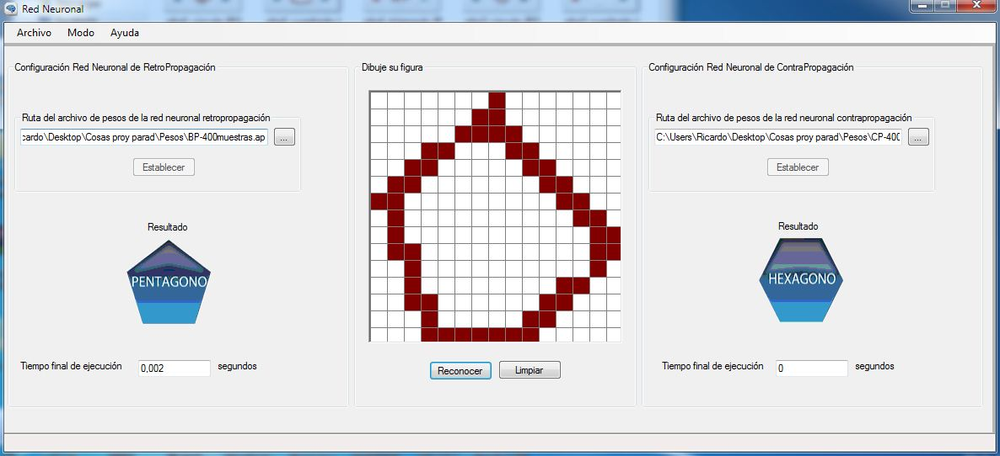 Red Neuronal
Archivo Modo Ayuda
Configuración Red Neuronal de RetroPropagación
Ruta del archivo de pesos de la red neuronal retropropagación
cardo\Desktop\Cosas proy parad\Pesos\BP-400muestras.ap ...
Establecer
Resultado
PENTAGONO
Tiempo final de ejecución 0,002 segundos
Dibuje su figura
Reconocer Limpiar
Configuración Red Neuronal de ContraPropagación
Ruta del archivo de pesos de la red neuronal contrapropagación
C:\Users\Ricardo\Desktop\Cosas proy parad\Pesos\CP-400 ...
Establecer
Resultado
HEXAGONO
Tiempo final de ejecución 0 segundos